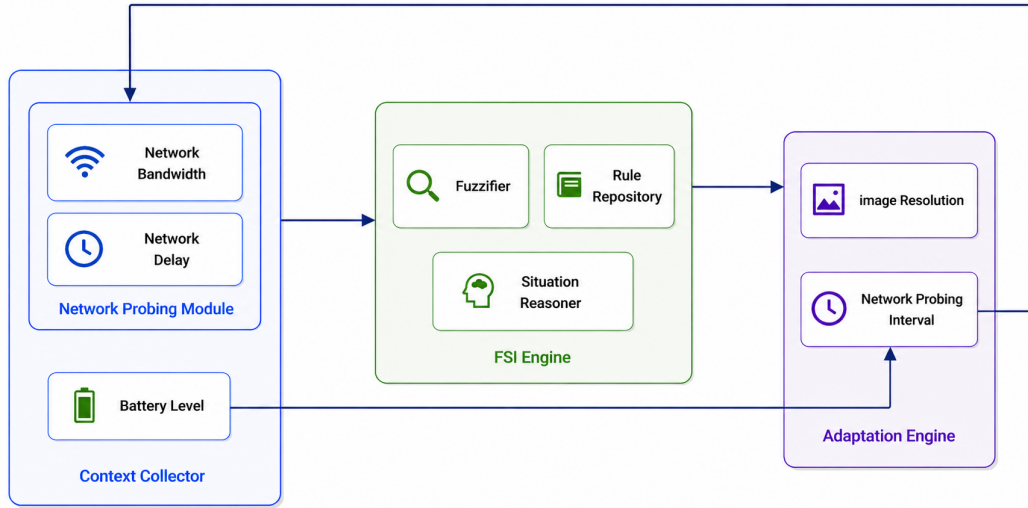 Network
Bandwidth
Network
Delay
Network Probing Module
Battery Level
Context Collector
Fuzzifier
Rule
Repository
Situation
Reasoner
FSI Engine
image Resolution
Network Probing
Interval
Adaptation Engine